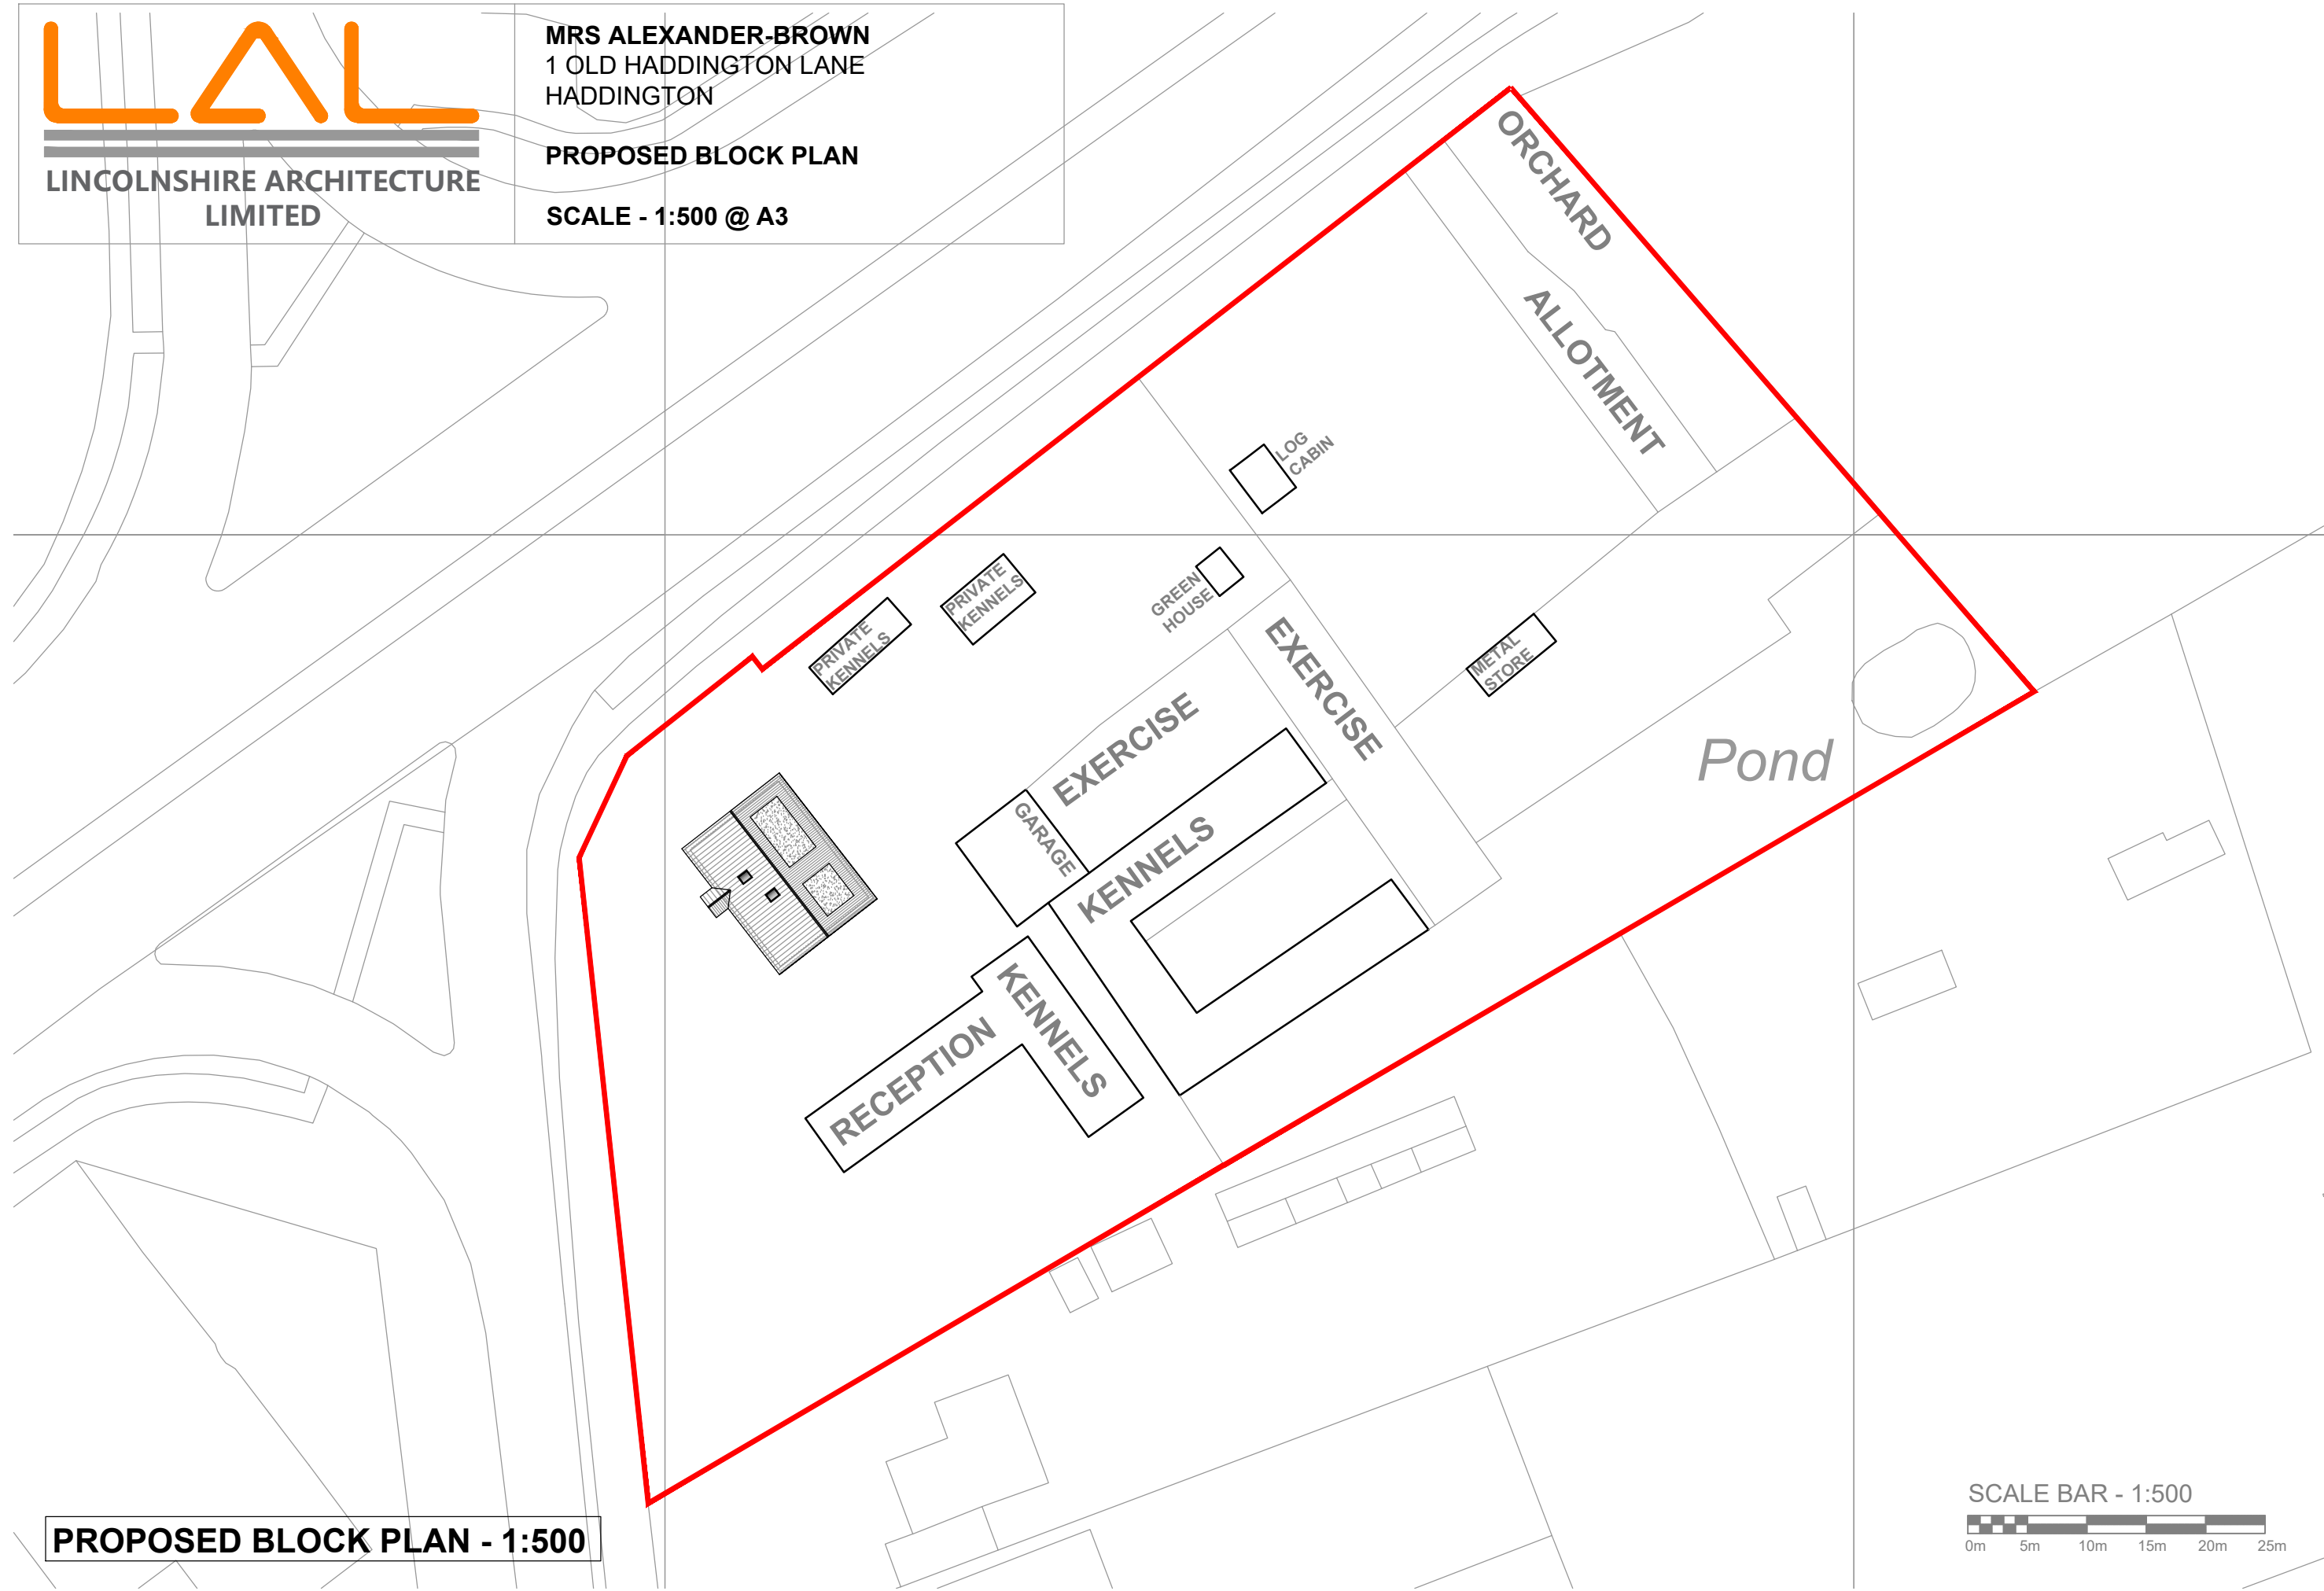 LAL
LINCOLNSHIRE ARCHITECTURE
LIMITED
MRS ALEXANDER-BROWN
1 OLD HADDINGTON LANE
HADDINGTON
PROPOSED BLOCK PLAN
SCALE - 1:500 @ A3
ORCHARD
ALLOTMENT
LOG
CABIN
GREEN
HOUSE
PRIVATE
KENNELS
PRIVATE
KENNELS
EXERCISE
METAL
STORE
EXERCISE
GARAGE
KENNELS
Pond
KENNELS
RECEPTION
PROPOSED BLOCK PLAN - 1:500
SCALE BAR - 1:500
0m 5m 10m 15m 20m 25m